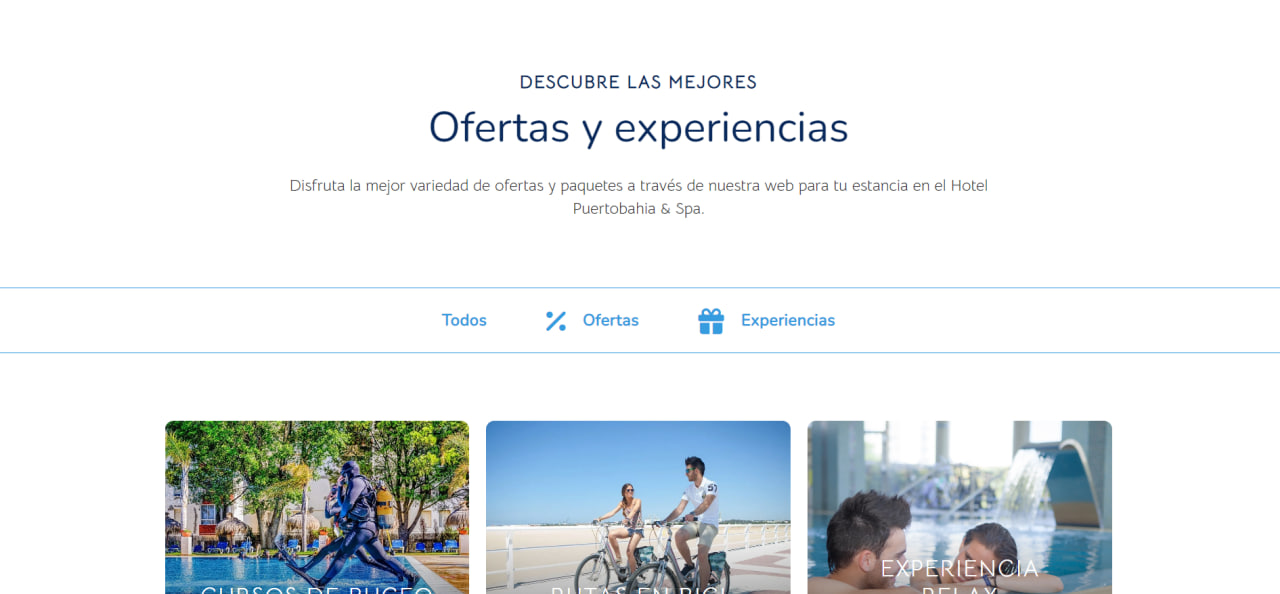 DESCUBRE LAS MEJORES
Ofertas y experiencias
Disfruta la mejor variedad de ofertas y paquetes a través de nuestra web para tu estancia en el Hotel
Puertobahia & Spa.
Todos
Ofertas
Experiencias
CURSOS DE BUCEO
RUTAS EN BICI
EXPERIENCIA
RELAX